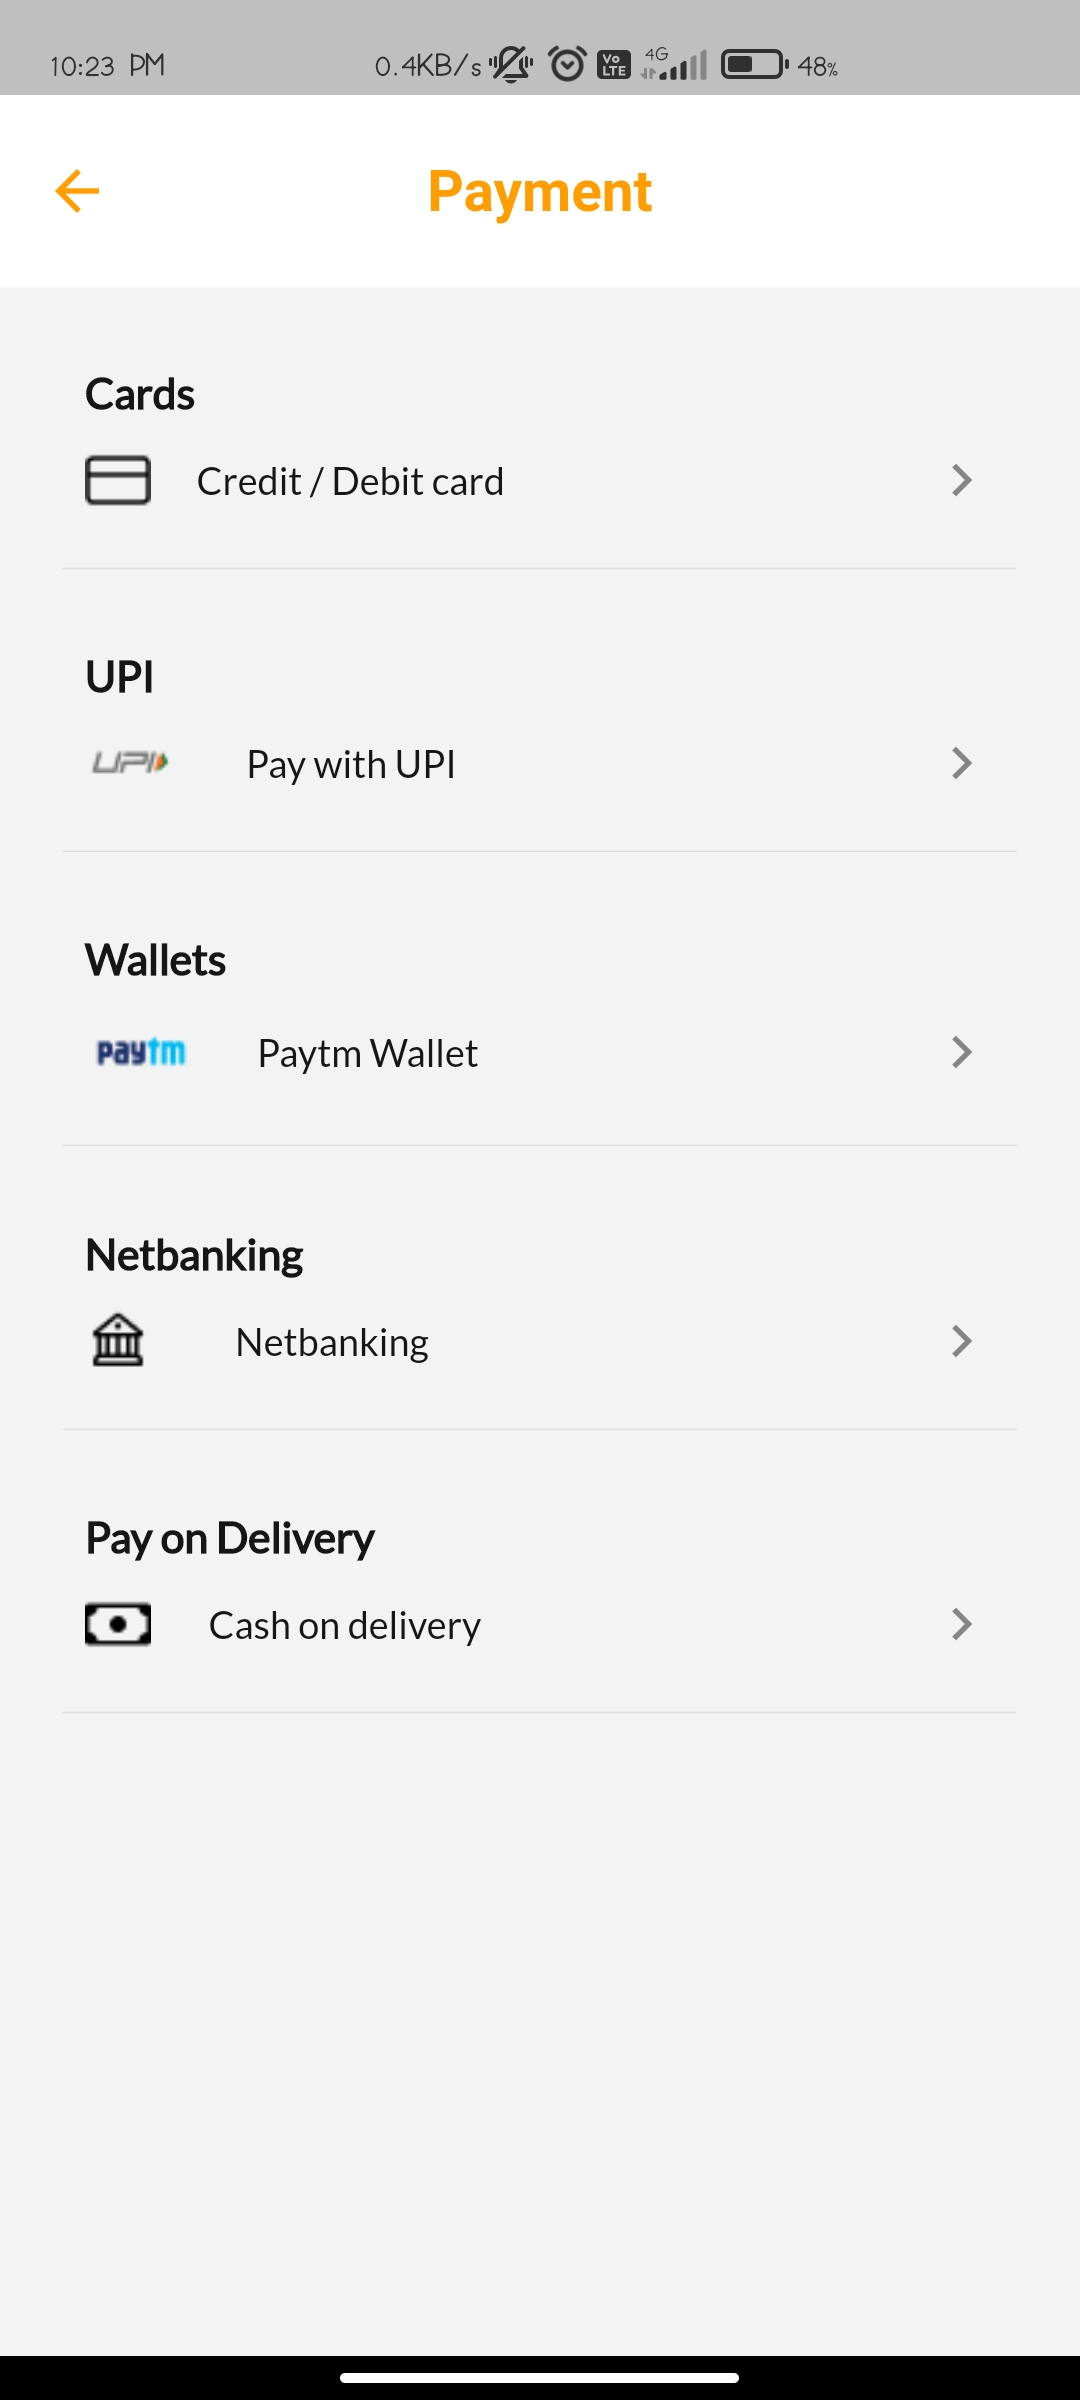 10:23 PM 0.4KB/s Vo LTE 4G 48%
Payment
Cards
Credit / Debit card
UPI
UPI Pay with UPI
Wallets
paytm Paytm Wallet
Netbanking
Netbanking
Pay on Delivery
Cash on delivery